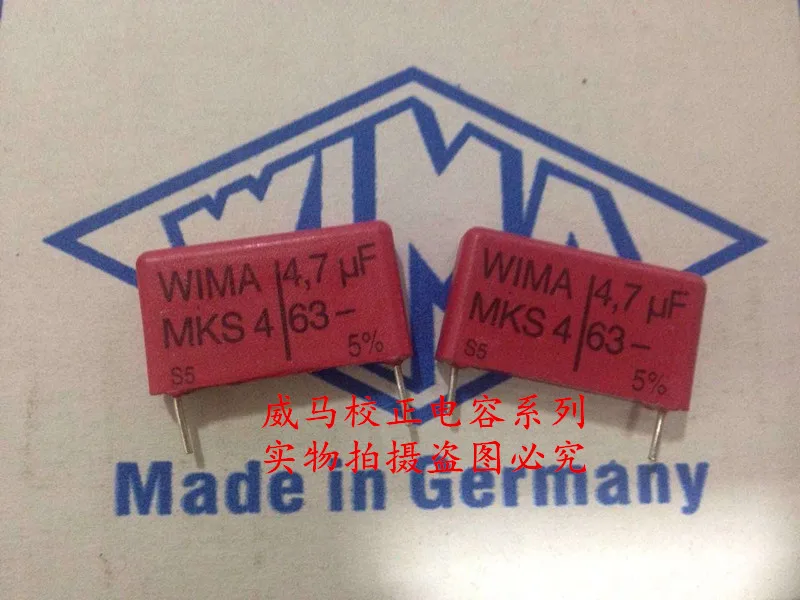 WIMA
WIMA
MKS 4
4,7 µF
63–
5%
S5
WIMA
MKS 4
4,7 µF
63–
5%
S5
威马校正电容系列
实物拍摄盗图必究
Made in Germany